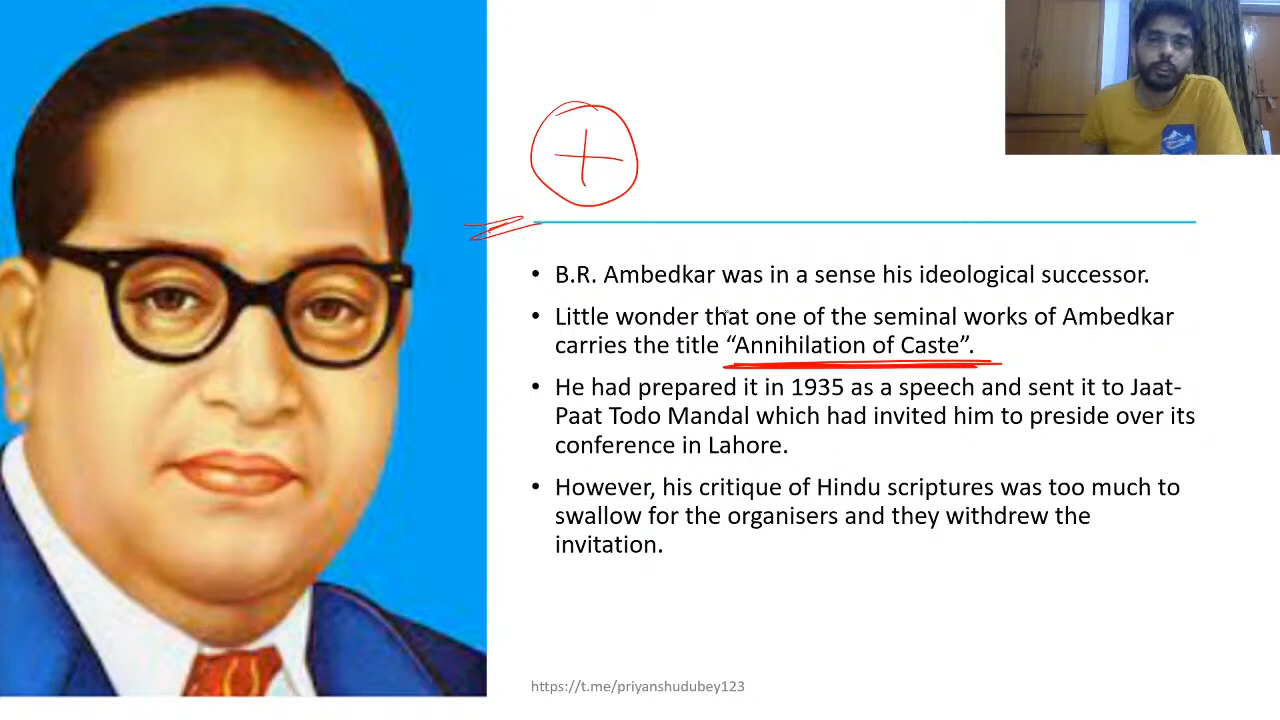 • B.R. Ambedkar was in a sense his ideological successor.
• Little wonder that one of the seminal works of Ambedkar
carries the title “Annihilation of Caste”.
• He had prepared it in 1935 as a speech and sent it to Jaat-
Paat Todo Mandal which had invited him to preside over its
conference in Lahore.
• However, his critique of Hindu scriptures was too much to
swallow for the organisers and they withdrew the
invitation.
https://t.me/priyanshudubey123